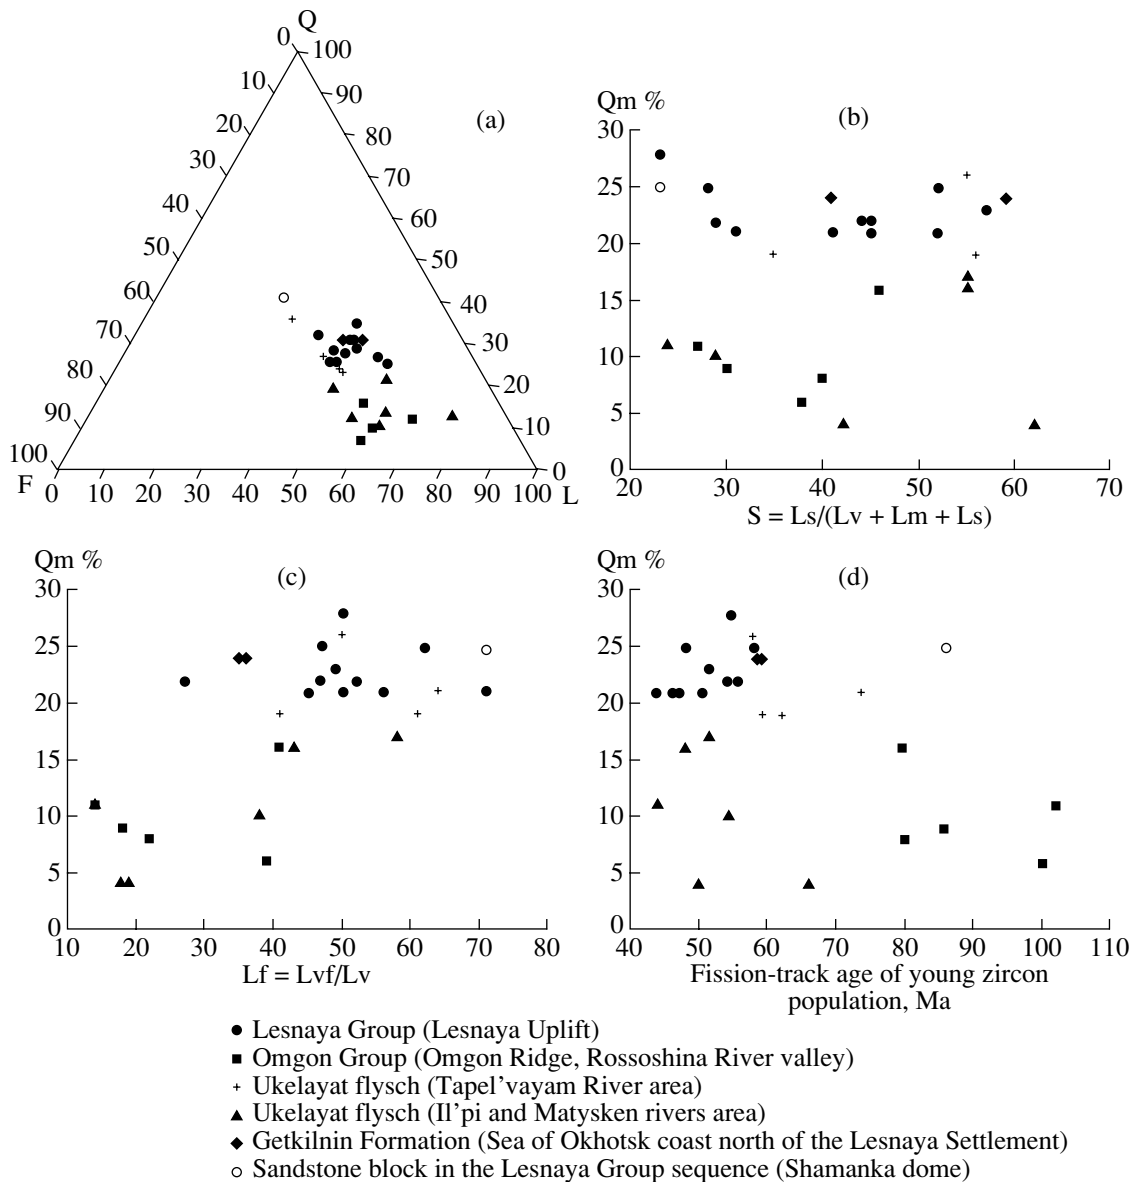 Q
0 100
10 90
20 80
30 70
40 60
50 50
60 40
70 30
80 20
90 10
100 0
F L
0 10 20 30 40 50 60 70 80 90 100
(a)
Qm %
(b)
30
25
20
15
10
5
0
20 30 40 50 60 70
S = Ls/(Lv + Lm + Ls)
Qm %
(c)
30
25
20
15
10
5
0
10 20 30 40 50 60 70 80
Lf = Lvf/Lv
Qm %
(d)
30
25
20
15
10
5
0
40 50 60 70 80 90 100 110
Fission-track age of young zircon
population, Ma
Lesnaya Group (Lesnaya Uplift)
Omgon Group (Omgon Ridge, Rossoshina River valley)
Ukelayat flysch (Tapel'vayam River area)
Ukelayat flysch (Il'pi and Matysken rivers area)
Getkilnin Formation (Sea of Okhotsk coast north of the Lesnaya Settlement)
Sandstone block in the Lesnaya Group sequence (Shamanka dome)